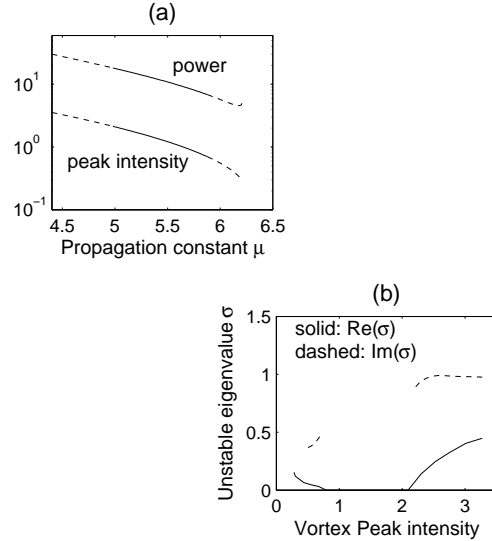 (a)
power
peak intensity
10^1
10^0
10^-1
4.5 5 5.5 6 6.5
Propagation constant μ
(b)
solid: Re(σ)
dashed: Im(σ)
Unstable eigenvalue σ
1.5
1
0.5
0
0 1 2 3
Vortex Peak intensity